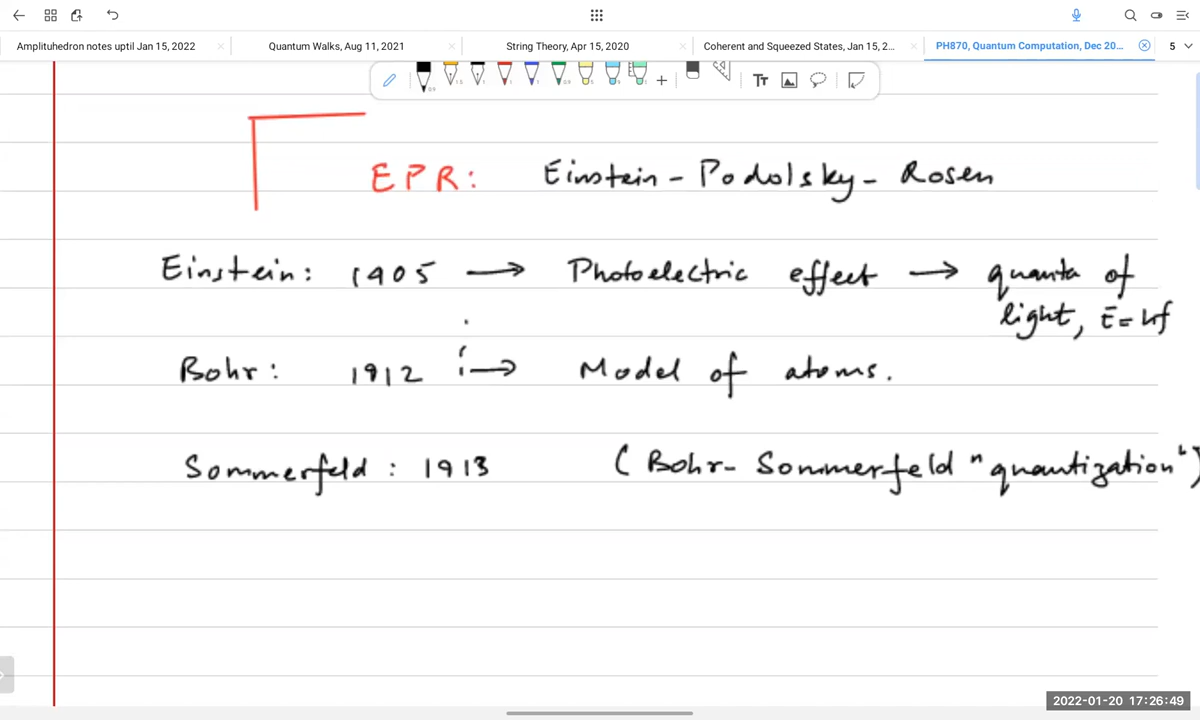 Amplituhedron notes uptil Jan 15, 2022 Quantum Walks, Aug 11, 2021 String Theory, Apr 15, 2020 Coherent and Squeezed States, Jan 15, 2... PH870, Quantum Computation, Dec 20... 5
Tт
EPR: Einstein - Podolsky - Rosen
Einstein: 1905 → Photoelectric effect → quanta of
light, E = hf
Bohr: 1912 → Model of atoms.
Sommerfeld: 1913 (Bohr-Sommerfeld "quantization")
2022-01-20 17:26:49